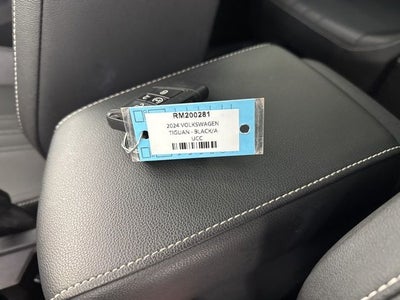 RM200281
2024 VOLKSWAGEN
TIGUAN - BLACK/A
UCC